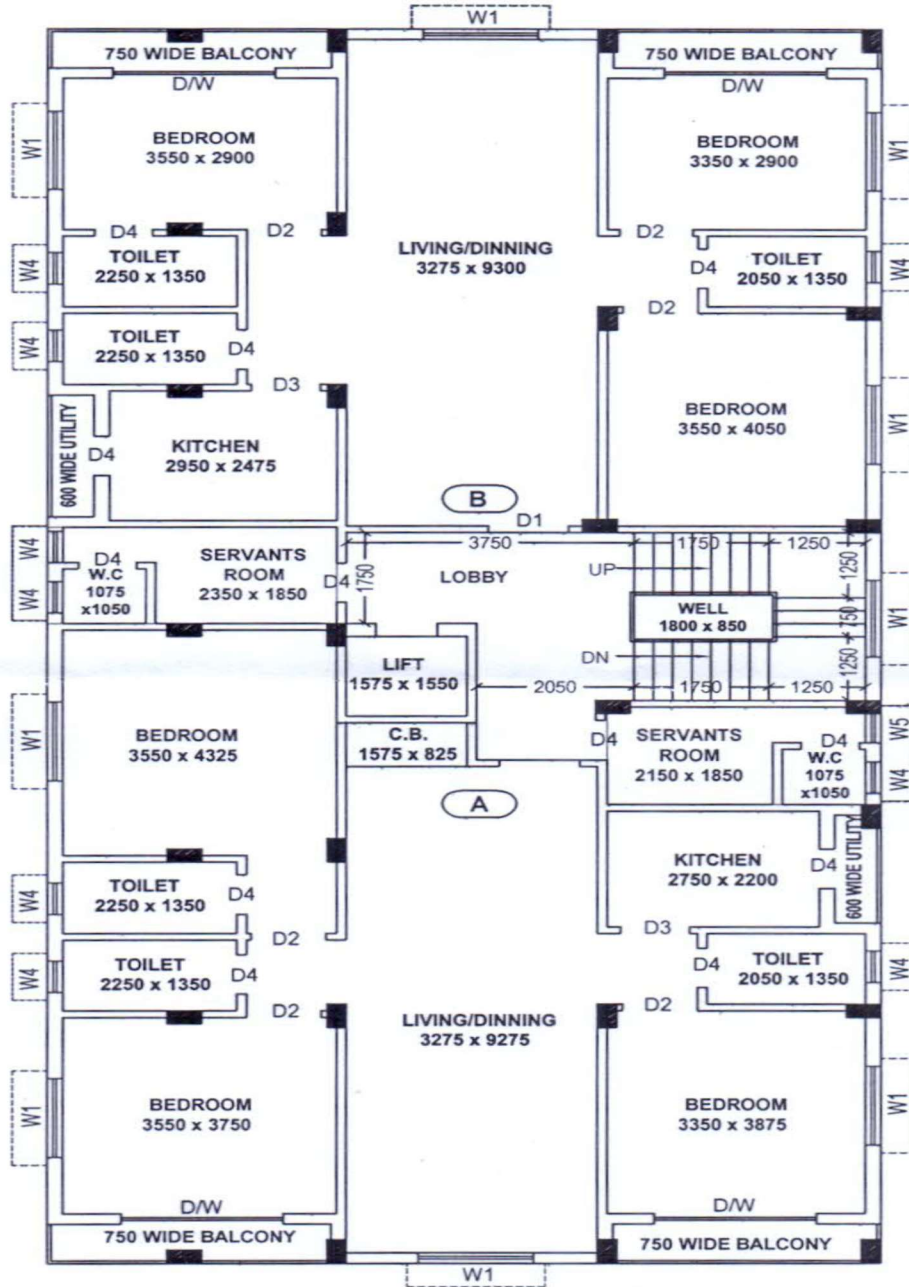 W1
750 WIDE BALCONY
750 WIDE BALCONY
D/W
D/W
W1
BEDROOM
3550 x 2900
BEDROOM
3350 x 2900
W1
D4
D2
D2
W4
TOILET
2250 x 1350
LIVING/DINNING
3275 x 9300
D4
TOILET
2050 x 1350
W4
D2
W4
TOILET
2250 x 1350
D4
D3
BEDROOM
3550 x 4050
W1
600 WIDE UTILITY
D4
KITCHEN
2950 x 2475
B
D1
W4
D4
SERVANTS
ROOM
2350 x 1850
D4
W4
W.C
1075
x1050
3750
1750
1250
1750
LOBBY
UP
1250
WELL
1800 x 850
750
W1
DN
1250
LIFT
1575 x 1550
2050
1750
1250
W1
BEDROOM
3550 x 4325
C.B.
1575 x 825
D4
SERVANTS
ROOM
2150 x 1850
D4
W5
W.C
1075
x1050
W4
A
KITCHEN
2750 x 2200
D4
600 WIDE UTILITY
W4
TOILET
2250 x 1350
D4
D2
D3
W4
TOILET
2250 x 1350
D4
D4
TOILET
2050 x 1350
W4
D2
D2
LIVING/DINNING
3275 x 9275
W1
BEDROOM
3550 x 3750
BEDROOM
3350 x 3875
W1
D/W
D/W
750 WIDE BALCONY
750 WIDE BALCONY
W1